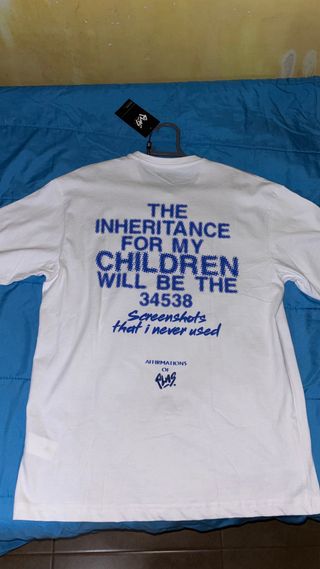 THE
INHERITANCE
FOR MY
CHILDREN
WILL BE THE
34538
Screenshots
that i never used
AFFIRMATIONS
OF